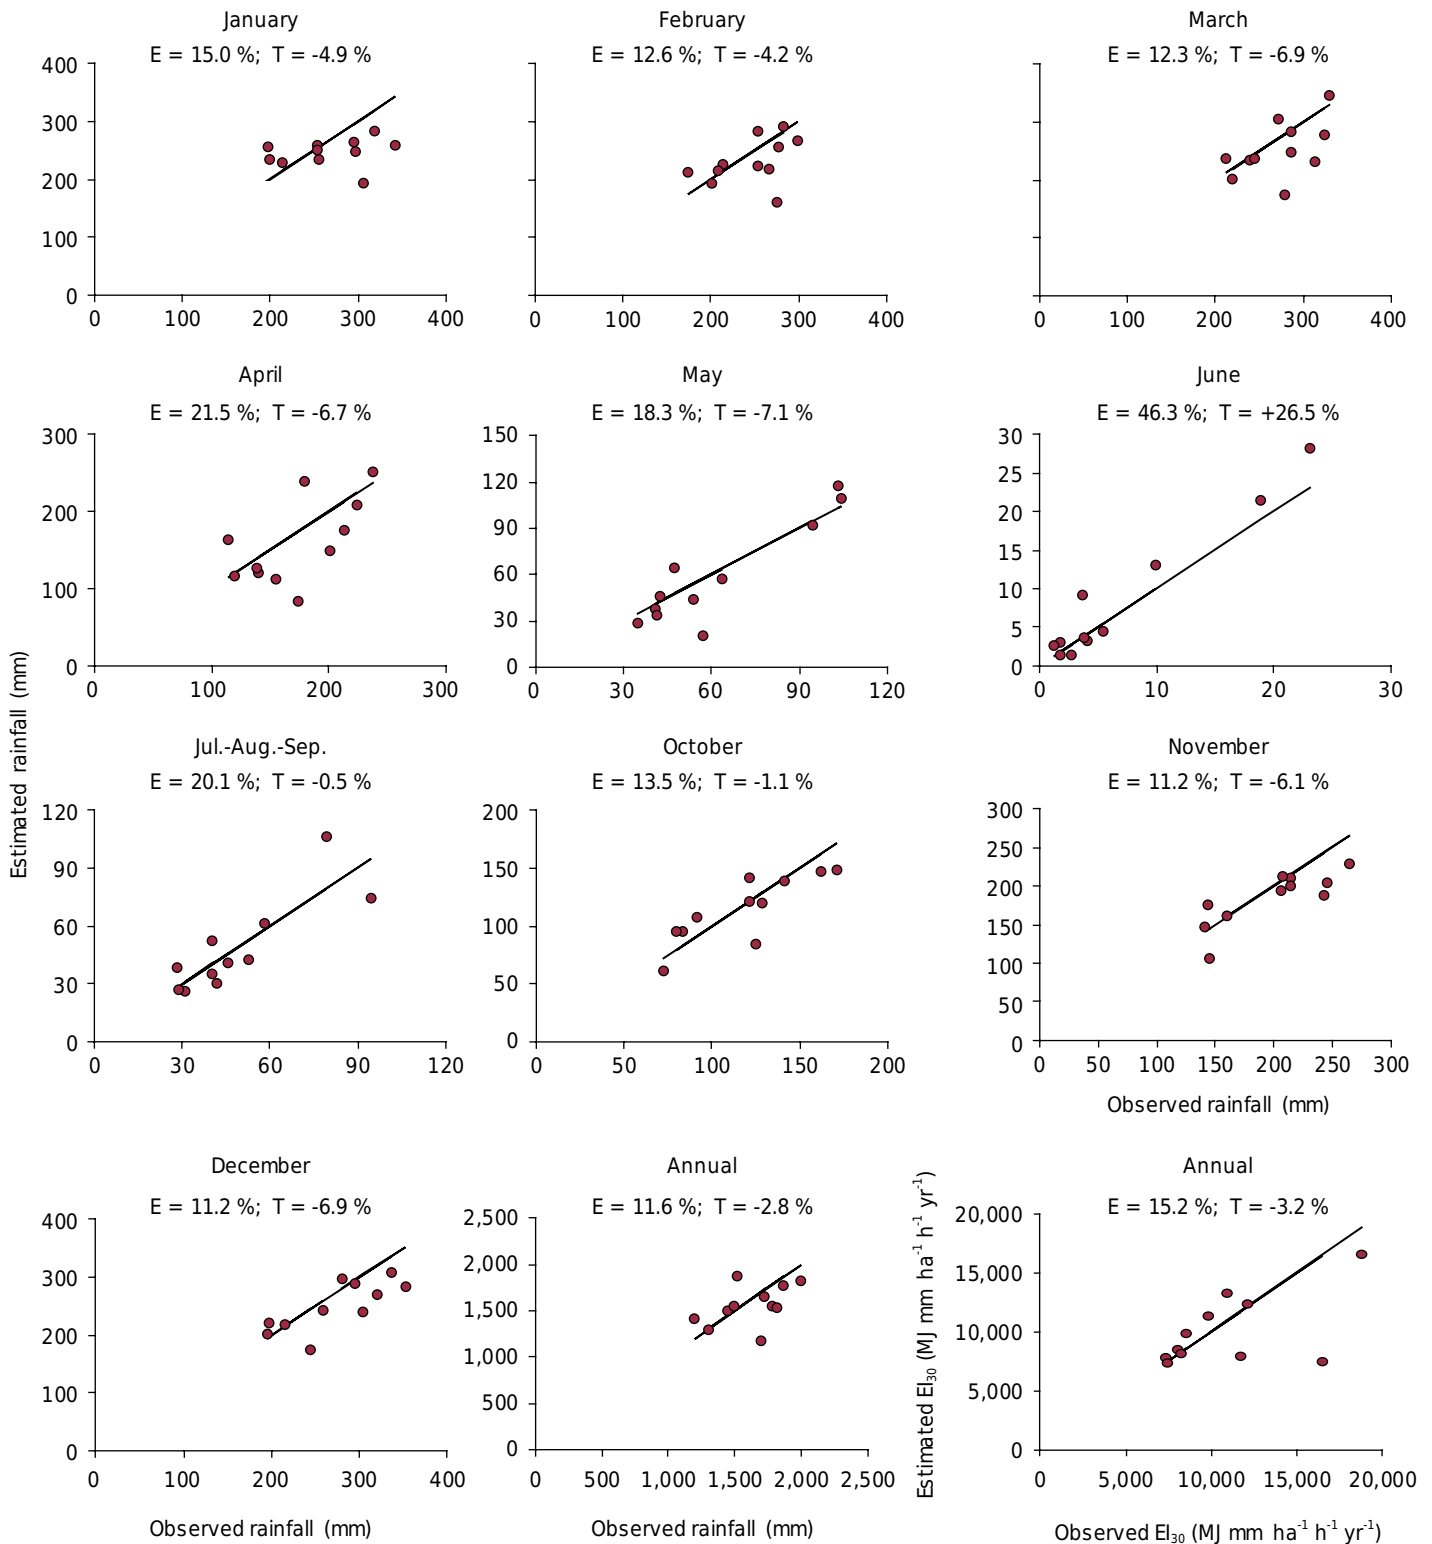 January
E = 15.0 %; T = -4.9 %
400
300
200
100
0
0 100 200 300 400
February
E = 12.6 %; T = -4.2 %
0 100 200 300 400
March
E = 12.3 %; T = -6.9 %
0 100 200 300 400
April
E = 21.5 %; T = -6.7 %
300
200
100
0
0 100 200 300
May
E = 18.3 %; T = -7.1 %
150
120
90
60
30
0
0 30 60 90 120
June
E = 46.3 %; T = +26.5 %
30
25
20
15
10
5
0
0 10 20 30
Estimated rainfall (mm)
Jul.-Aug.-Sep.
E = 20.1 %; T = -0.5 %
120
90
60
30
0
0 30 60 90 120
October
E = 13.5 %; T = -1.1 %
200
150
100
50
0
0 50 100 150 200
November
E = 11.2 %; T = -6.1 %
300
250
200
150
100
50
0
0 50 100 150 200 250 300
Observed rainfall (mm)
December
E = 11.2 %; T = -6.9 %
400
300
200
100
0
0 100 200 300 400
Observed rainfall (mm)
Annual
E = 11.6 %; T = -2.8 %
2,500
2,000
1,500
1,000
500
0
0 500 1,000 1,500 2,000 2,500
Observed rainfall (mm)
Annual
E = 15.2 %; T = -3.2 %
Estimated EI30 (MJ mm ha-1 h-1 yr-1)
20,000
15,000
10,000
5,000
0
0 5,000 10,000 15,000 20,000
Observed EI30 (MJ mm ha-1 h-1 yr-1)